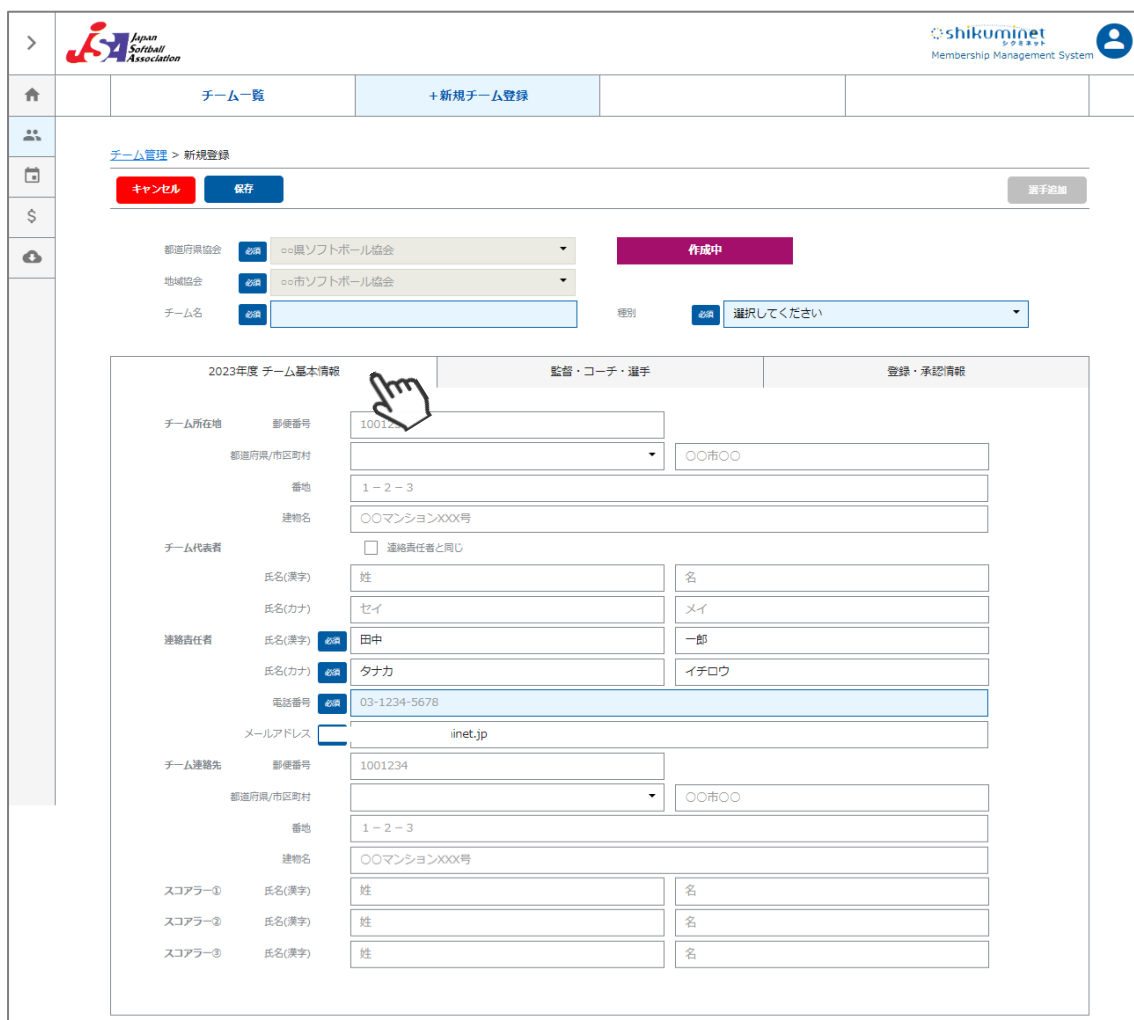 Japan
Softball
Association
shikuminet
シクミネット
Membership Management System
チーム一覧 +新規チーム登録
チーム管理 > 新規登録
キャンセル 保存 選手追加
都道府県協会 必須 ○○県ソフトボール協会 作成中
地域協会 必須 ○○市ソフトボール協会
チーム名 必須 種別 必須 選択してください
2023年度 チーム基本情報 監督・コーチ・選手 登録・承認情報
チーム所在地 郵便番号 10012
都道府県/市区町村 ○○市○○
番地 1－2－3
建物名 ○○マンションXXX号
チーム代表者 連絡責任者と同じ
氏名(漢字) 姓 名
氏名(カナ) セイ メイ
連絡責任者 氏名(漢字) 必須 田中 一郎
氏名(カナ) 必須 タナカ イチロウ
電話番号 必須 03-1234-5678
メールアドレス inet.jp
チーム連絡先 郵便番号 1001234
都道府県/市区町村 ○○市○○
番地 1－2－3
建物名 ○○マンションXXX号
スコアラー① 氏名(漢字) 姓 名
スコアラー② 氏名(漢字) 姓 名
スコアラー③ 氏名(漢字) 姓 名